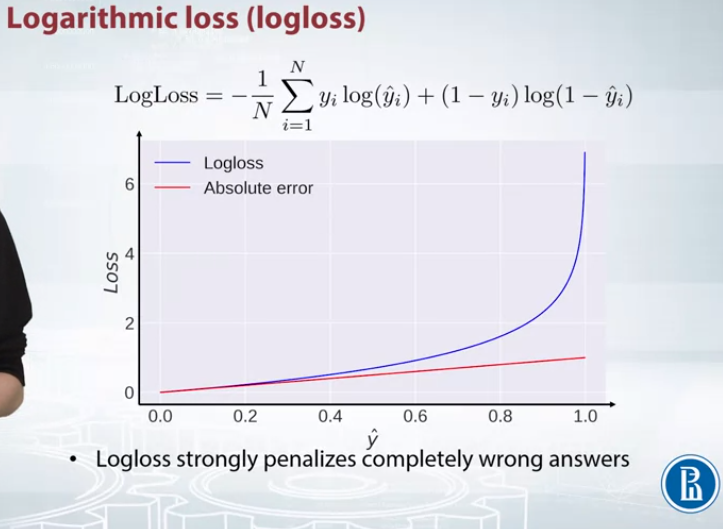 Logarithmic loss (logloss)
LogLoss = -\frac{1}{N} \sum_{i=1}^{N} y_i \log(\hat{y}_i) + (1 - y_i) \log(1 - \hat{y}_i)
Logloss
Absolute error
6
4
2
0
Loss
0.0 0.2 0.4 0.6 0.8 1.0
ŷ
• Logloss strongly penalizes completely wrong answers